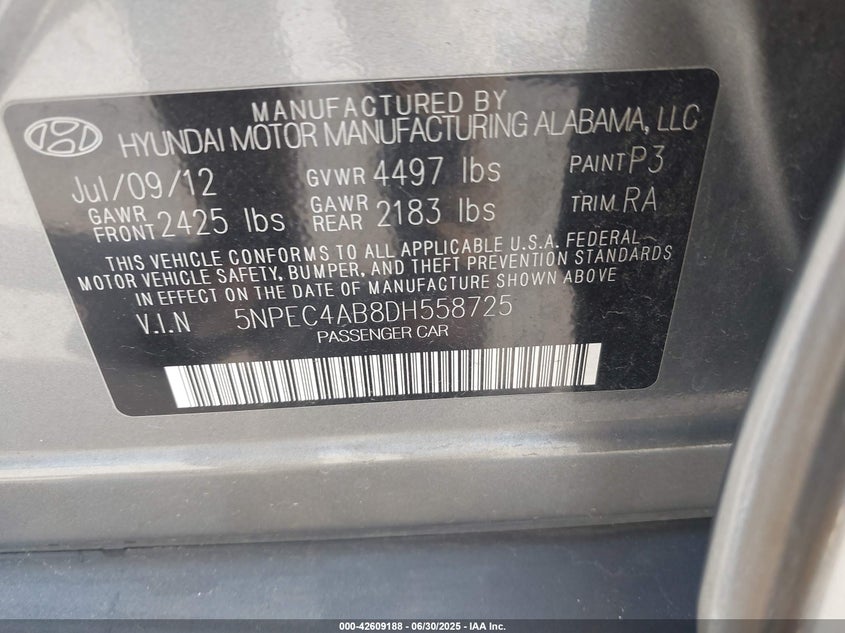 MANUFACTURED BY
HYUNDAI MOTOR MANUFACTURING ALABAMA, LLC
Jul/09/12 GVWR 4497 lbs PAINT P3
GAWR FRONT 2425 lbs GAWR REAR 2183 lbs TRIM RA
THIS VEHICLE CONFORMS TO ALL APPLICABLE U.S.A. FEDERAL
MOTOR VEHICLE SAFETY, BUMPER, AND THEFT PREVENTION STANDARDS
IN EFFECT ON THE DATE OF MANUFACTURE SHOWN ABOVE
V.I.N 5NPEC4AB8DH558725
PASSENGER CAR
000-42609188 - 06/30/2025 - IAA Inc.